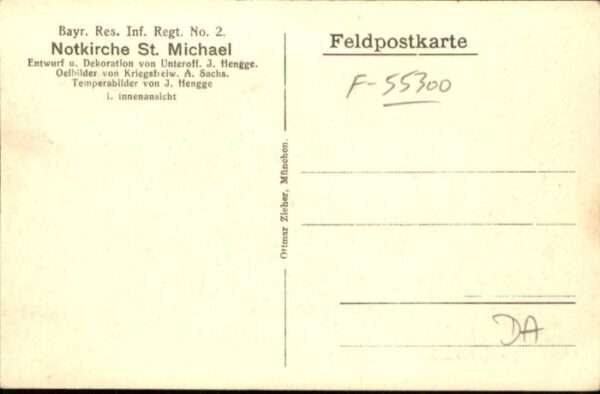 Bayr. Res. Inf. Regt. No. 2.
Notkirche St. Michael
Entwurf u. Dekoration von Unteroff. J. Hengge.
Oelbilder von Kriegsfreiw. A. Sachs.
Temperabilder von J. Hengge
I. Innenansicht
Feldpostkarte
F-55300
Ottmar Zieher, München.
DA